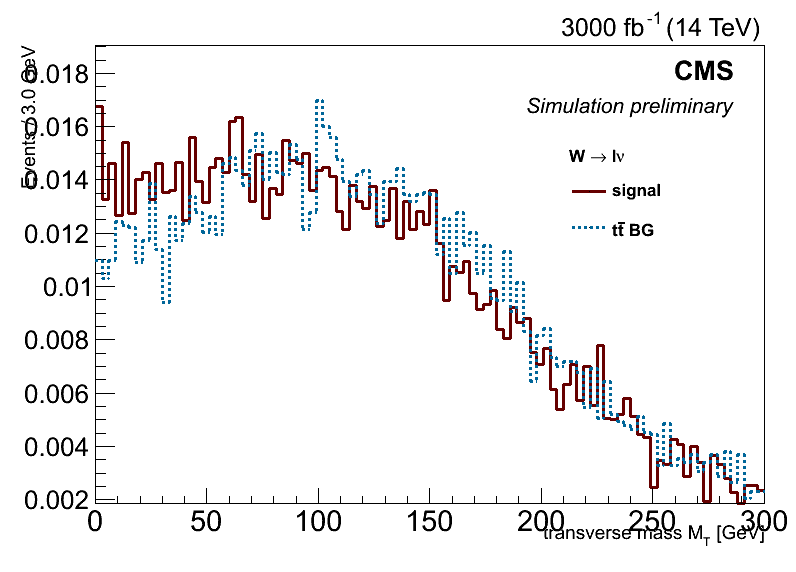 3000 fb⁻¹ (14 TeV)
CMS
Simulation preliminary
W → lν
signal
tt̄ BG
Events / 3.0 GeV
0.018
0.016
0.014
0.012
0.01
0.008
0.006
0.004
0.002
0 50 100 150 200 250 300
transverse mass M_T [GeV]